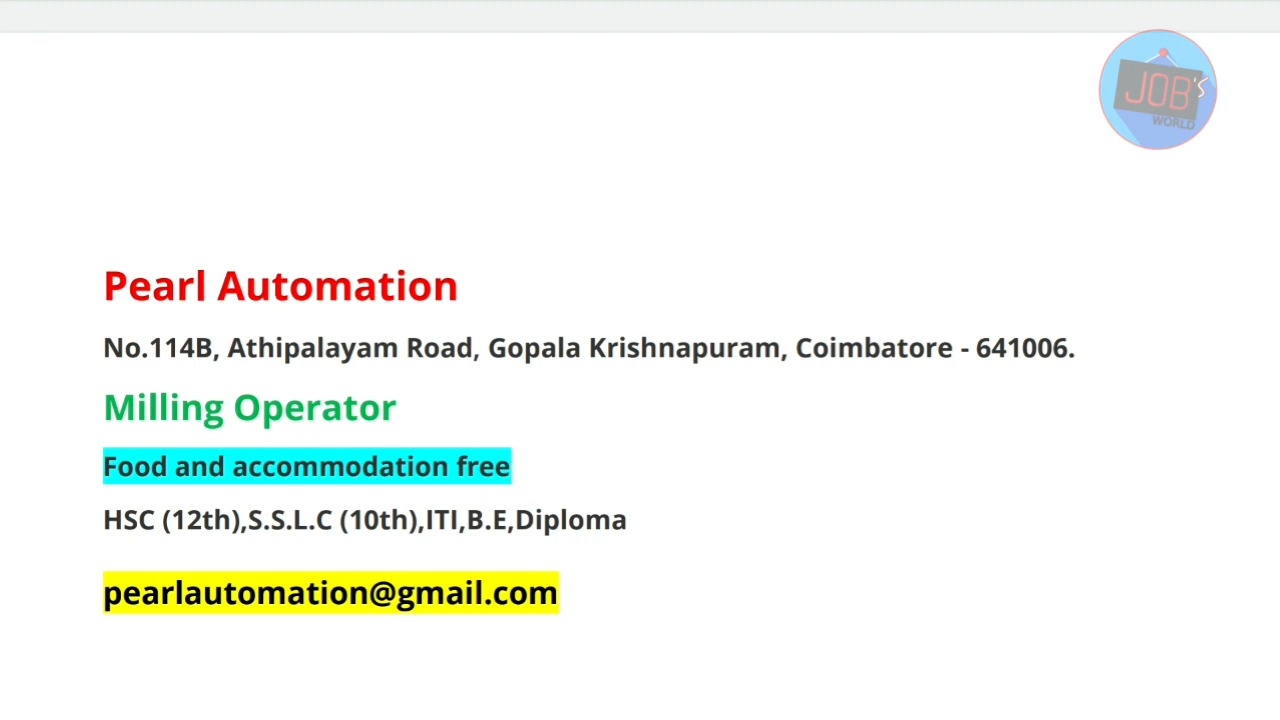 JOB'S
WORLD
Pearl Automation
No.114B, Athipalayam Road, Gopala Krishnapuram, Coimbatore - 641006.
Milling Operator
Food and accommodation free
HSC (12th),S.S.L.C (10th),ITI,B.E,Diploma
pearlautomation@gmail.com